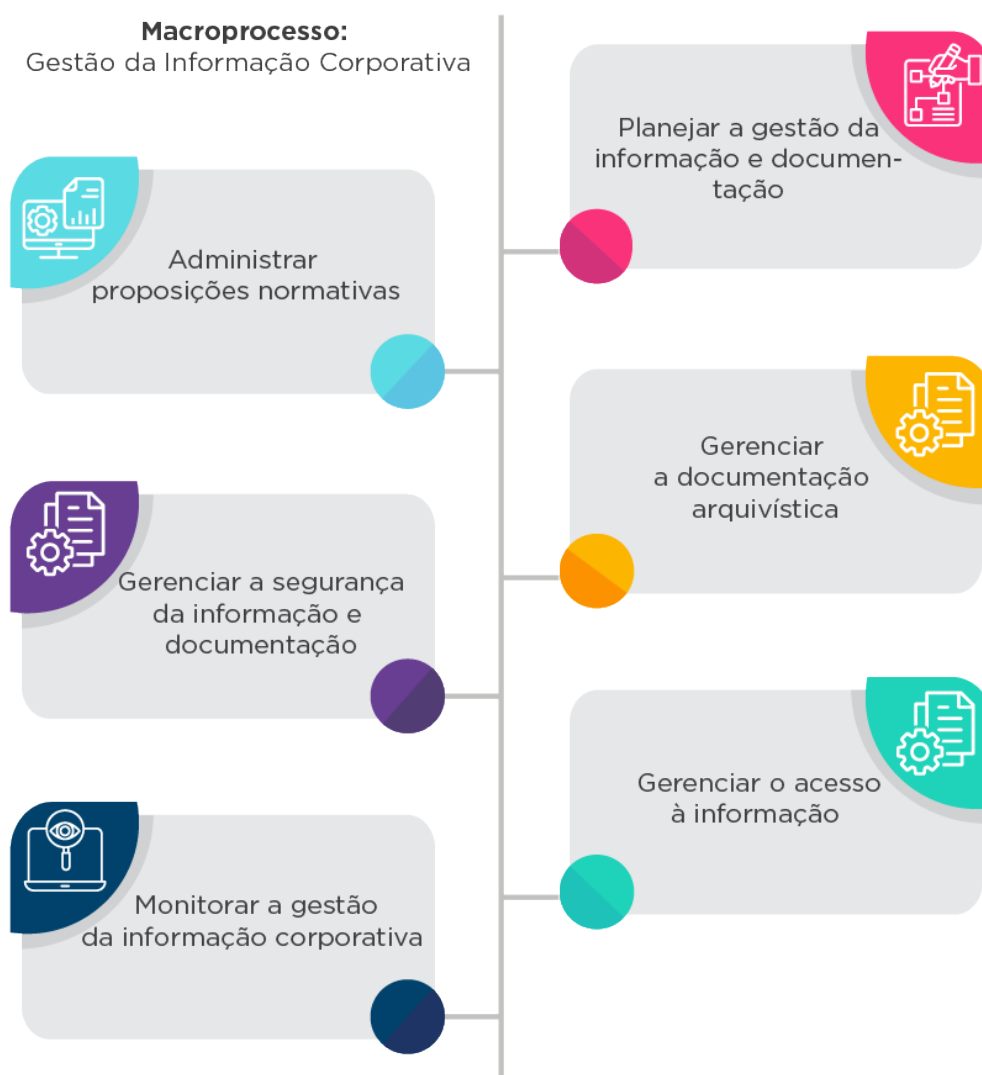 Macroprocesso:
Gestão da Informação Corporativa
Planejar a gestão da
informação e documen-
tação
Administrar
proposições normativas
Gerenciar
a documentação
arquivística
Gerenciar a segurança
da informação e
documentação
Gerenciar o acesso
à informação
Monitorar a gestão
da informação corporativa